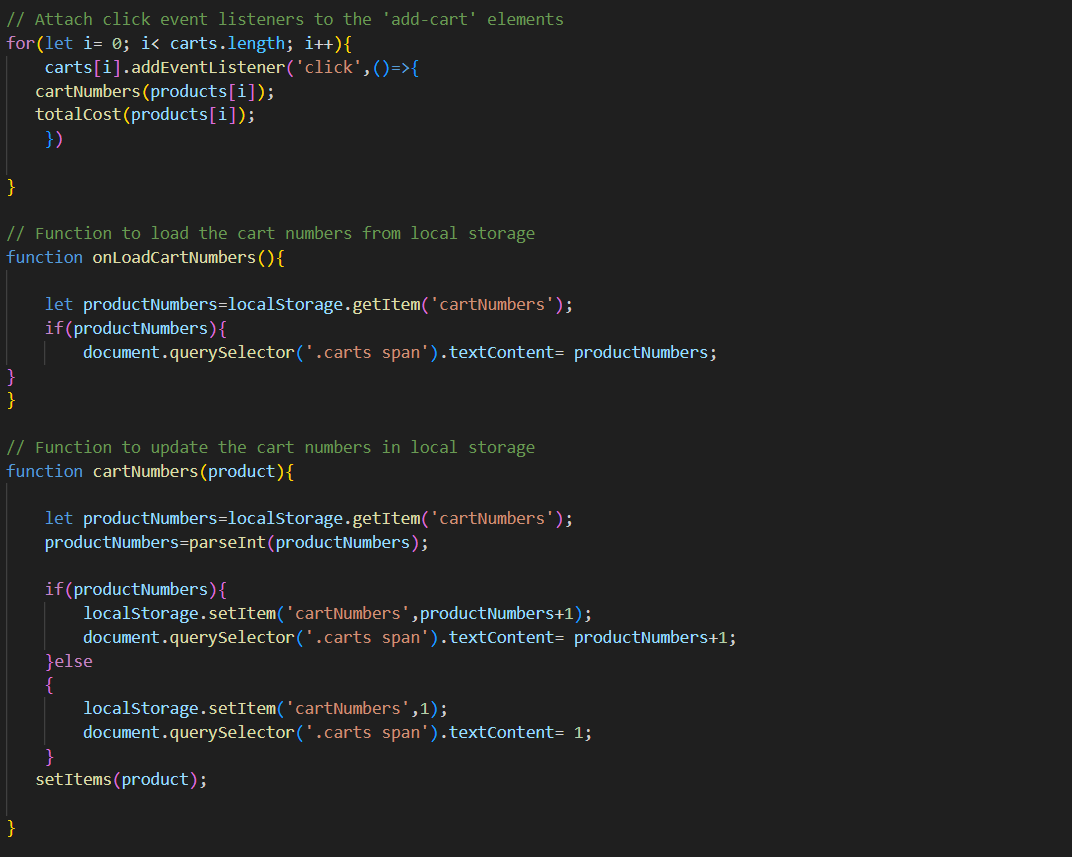 // Attach click event listeners to the 'add-cart' elements
for(let i= 0; i< carts.length; i++){
    carts[i].addEventListener('click',()=>{
   cartNumbers(products[i]);
   totalCost(products[i]);
    })

}

// Function to load the cart numbers from local storage
function onLoadCartNumbers(){

    let productNumbers=localStorage.getItem('cartNumbers');
    if(productNumbers){
        document.querySelector('.carts span').textContent= productNumbers;
}
}

// Function to update the cart numbers in local storage
function cartNumbers(product){

    let productNumbers=localStorage.getItem('cartNumbers');
    productNumbers=parseInt(productNumbers);

    if(productNumbers){
        localStorage.setItem('cartNumbers',productNumbers+1);
        document.querySelector('.carts span').textContent= productNumbers+1;
    }else
    {
        localStorage.setItem('cartNumbers',1);
        document.querySelector('.carts span').textContent= 1;
    }
   setItems(product);

}